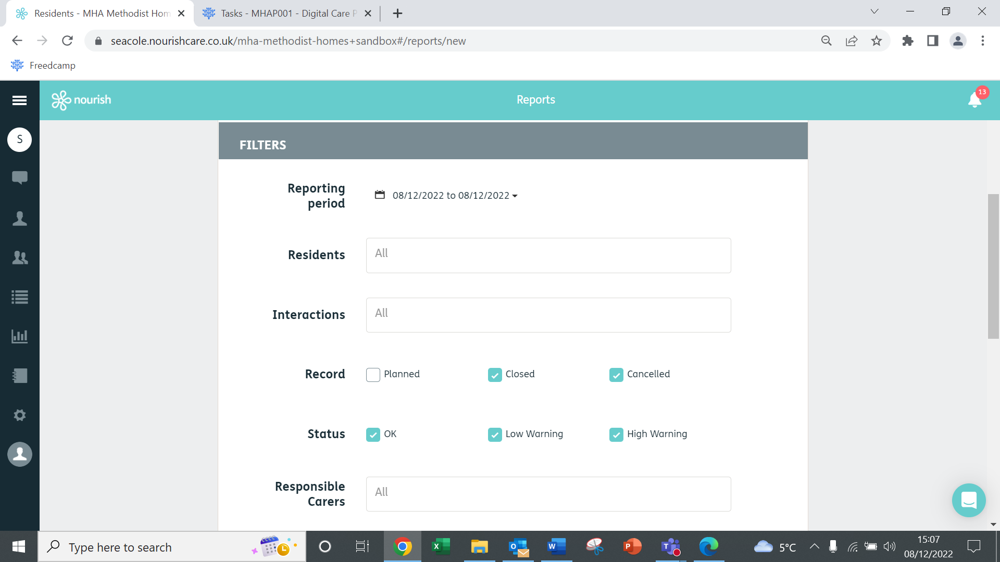 Residents - MHA Methodist Hom
Tasks - MHAP001 - Digital Care P
seacole.nourishcare.co.uk/mha-methodist-homes+sandbox#/reports/new
Freedcamp
nourish
Reports
13
S
FILTERS
Reporting period
08/12/2022 to 08/12/2022
Residents
All
Interactions
All
Record
Planned
Closed
Cancelled
Status
OK
Low Warning
High Warning
Responsible Carers
All
Type here to search
5°C
15:07
08/12/2022